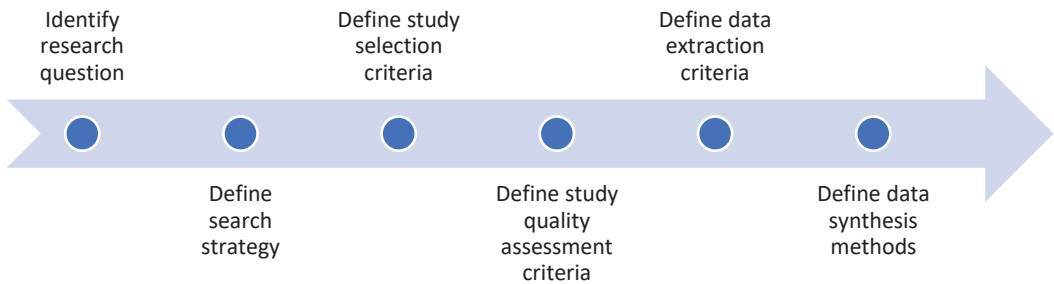 Identify
research
question
Define
search
strategy
Define study
selection
criteria
Define study
quality
assessment
criteria
Define data
extraction
criteria
Define data
synthesis
methods